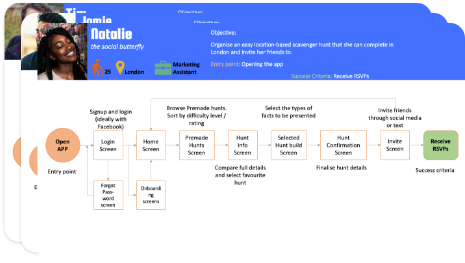 Tim
Objective:
Jamie
Objective:
Natalie
the social butterfly
25
London
Marketing
Assistant
Objective:
Organise an easy location-based scavenger hunt that she can complete in
London and invite her friends to.
Entry point: Opening the app
Success Criteria: Receive RSVPs
Signup and login
(Ideally with
Facebook)
Browse Premade hunts.
Sort by difficulty level /
rating
Select the types of
facts to be presented
Invite friends
through social media
or text
Open
APP
Login
Screen
Home
Screen
Premade
Hunts
Screen
Hunt
Info
Screen
Selected
Hunt build
Screen
Hunt
Confirmation
Screen
Invite
Screen
Receive
RSVPs
Entry point
Compare full details
and select favourite
hunt
Finalise hunt details
Success criteria
Forgot
Pass-
word
screen
Onboardi
ng
screens